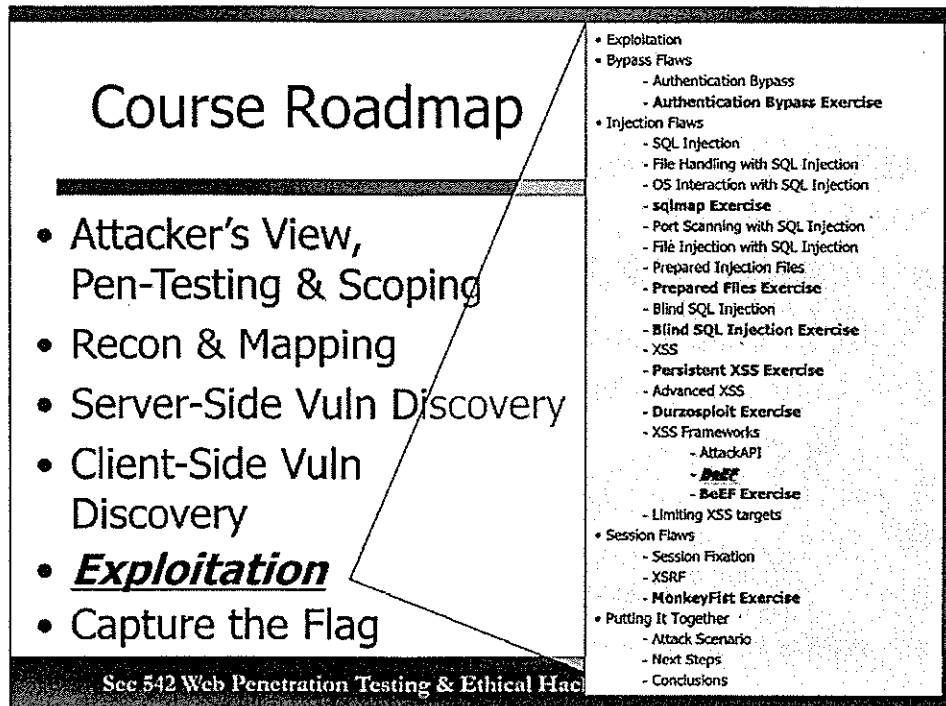 Course Roadmap
• Attacker's View,
Pen-Testing & Scoping
• Recon & Mapping
• Server-Side Vuln Discovery
• Client-Side Vuln
Discovery
• Exploitation
• Capture the Flag
Sec 542 Web Penetration Testing & Ethical Hac
• Exploitation
• Bypass Flaws
- Authentication Bypass
- Authentication Bypass Exercise
• Injection Flaws
- SQL Injection
- File Handling with SQL Injection
- OS Interaction with SQL Injection
- sqlmap Exercise
- Port Scanning with SQL Injection
- File Injection with SQL Injection
- Prepared Injection Files
- Prepared Files Exercise
- Blind SQL Injection
- Blind SQL Injection Exercise
- XSS
- Persistent XSS Exercise
- Advanced XSS
- Durzosploit Exercise
- XSS Frameworks
- AttackAPI
- BeEF
- BeEF Exercise
- Limiting XSS targets
• Session Flaws
- Session Fixation
- XSRF
- MonkeyFist Exercise
• Putting It Together
- Attack Scenario
- Next Steps
- Conclusions